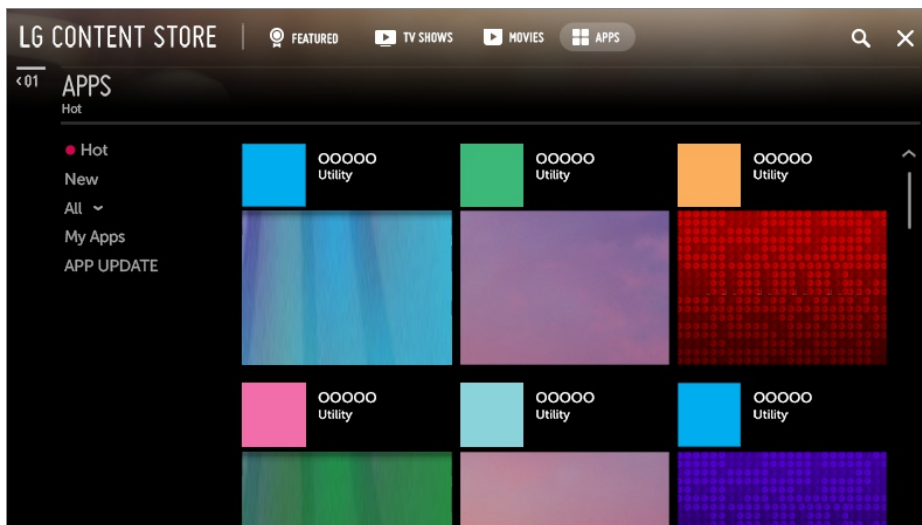 LG CONTENT STORE
FEATURED
TV SHOWS
MOVIES
APPS
<01
APPS
Hot
Hot
New
All
My Apps
APP UPDATE
OOOOO
Utility
OOOOO
Utility
OOOOO
Utility
OOOOO
Utility
OOOOO
Utility
OOOOO
Utility